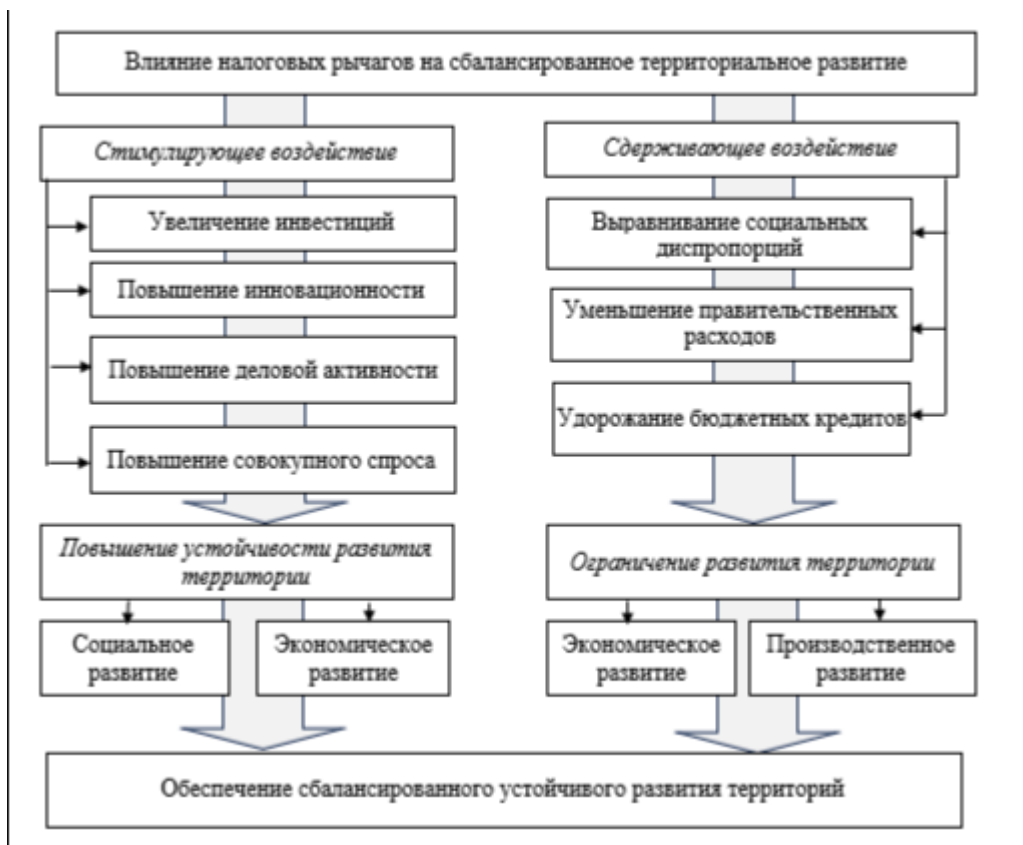 Влияние налоговых рычагов на сбалансированное территориальное развитие
Стимулирующее воздействие
Увеличение инвестиций
Повышение инновационности
Повышение деловой активности
Повышение совокупного спроса
Сдерживающее воздействие
Выравнивание социальных
диспропорций
Уменьшение правительственных
расходов
Удорожание бюджетных кредитов
Повышение устойчивости развития
территории
Социальное
развитие
Экономическое
развитие
Ограничение развития территории
Экономическое
развитие
Производственное
развитие
Обеспечение сбалансированного устойчивого развития территорий